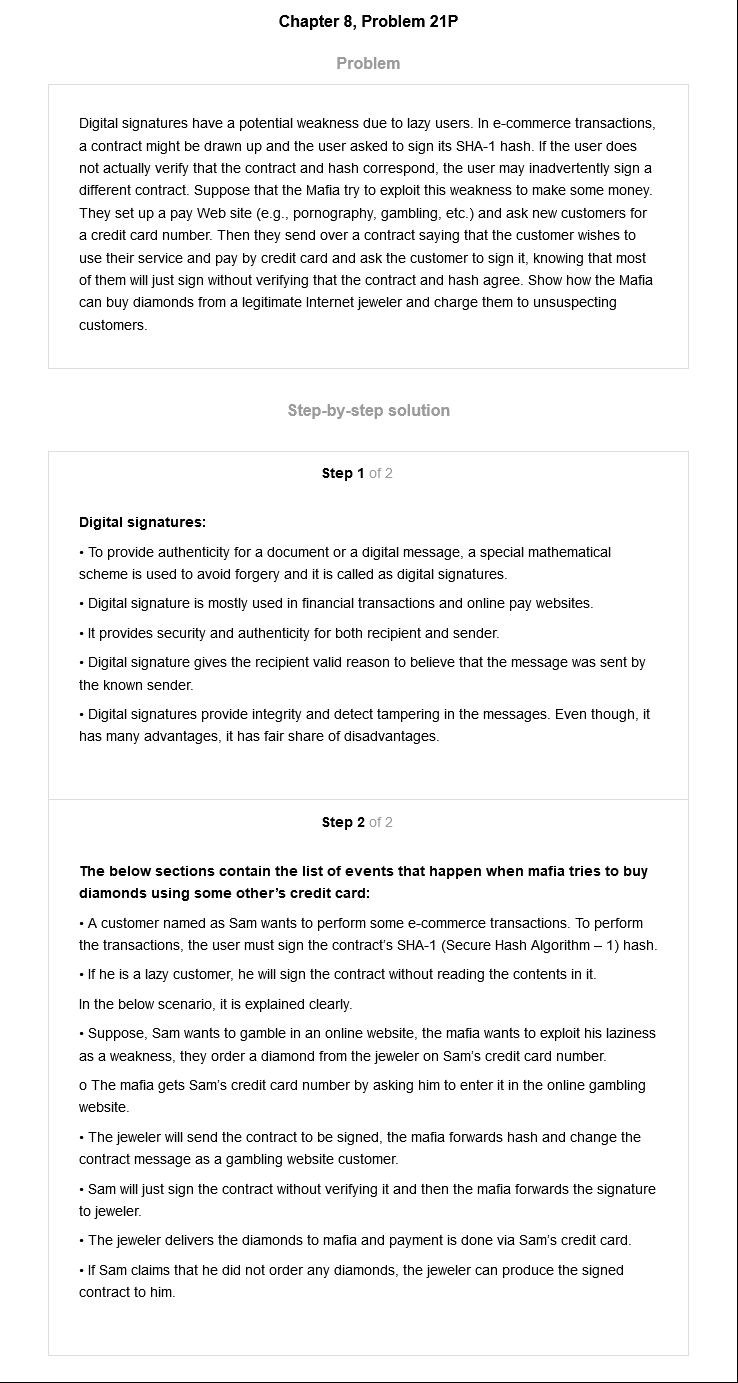 Chapter 8, Problem 21P
Problem
Digital signatures have a potential weakness due to lazy users. In e-commerce transactions,
a contract might be drawn up and the user asked to sign its SHA-1 hash. If the user does
not actually verify that the contract and hash correspond, the user may inadvertently sign a
different contract. Suppose that the Mafia try to exploit this weakness to make some money.
They set up a pay Web site (e.g., pornography, gambling, etc.) and ask new customers for
a credit card number. Then they send over a contract saying that the customer wishes to
use their service and pay by credit card and ask the customer to sign it, knowing that most
of them will just sign without verifying that the contract and hash agree. Show how the Mafia
can buy diamonds from a legitimate Internet jeweler and charge them to unsuspecting
customers.
Step-by-step solution
Step 1 of 2
Digital signatures:
• To provide authenticity for a document or a digital message, a special mathematical
scheme is used to avoid forgery and it is called as digital signatures.
• Digital signature is mostly used in financial transactions and online pay websites.
• It provides security and authenticity for both recipient and sender.
• Digital signature gives the recipient valid reason to believe that the message was sent by
the known sender.
• Digital signatures provide integrity and detect tampering in the messages. Even though, it
has many advantages, it has fair share of disadvantages.
Step 2 of 2
The below sections contain the list of events that happen when mafia tries to buy
diamonds using some other's credit card:
• A customer named as Sam wants to perform some e-commerce transactions. To perform
the transactions, the user must sign the contract's SHA-1 (Secure Hash Algorithm – 1) hash.
• If he is a lazy customer, he will sign the contract without reading the contents in it.
In the below scenario, it is explained clearly.
• Suppose, Sam wants to gamble in an online website, the mafia wants to exploit his laziness
as a weakness, they order a diamond from the jeweler on Sam's credit card number.
o The mafia gets Sam's credit card number by asking him to enter it in the online gambling
website.
• The jeweler will send the contract to be signed, the mafia forwards hash and change the
contract message as a gambling website customer.
• Sam will just sign the contract without verifying it and then the mafia forwards the signature
to jeweler.
• The jeweler delivers the diamonds to mafia and payment is done via Sam's credit card.
• If Sam claims that he did not order any diamonds, the jeweler can produce the signed
contract to him.